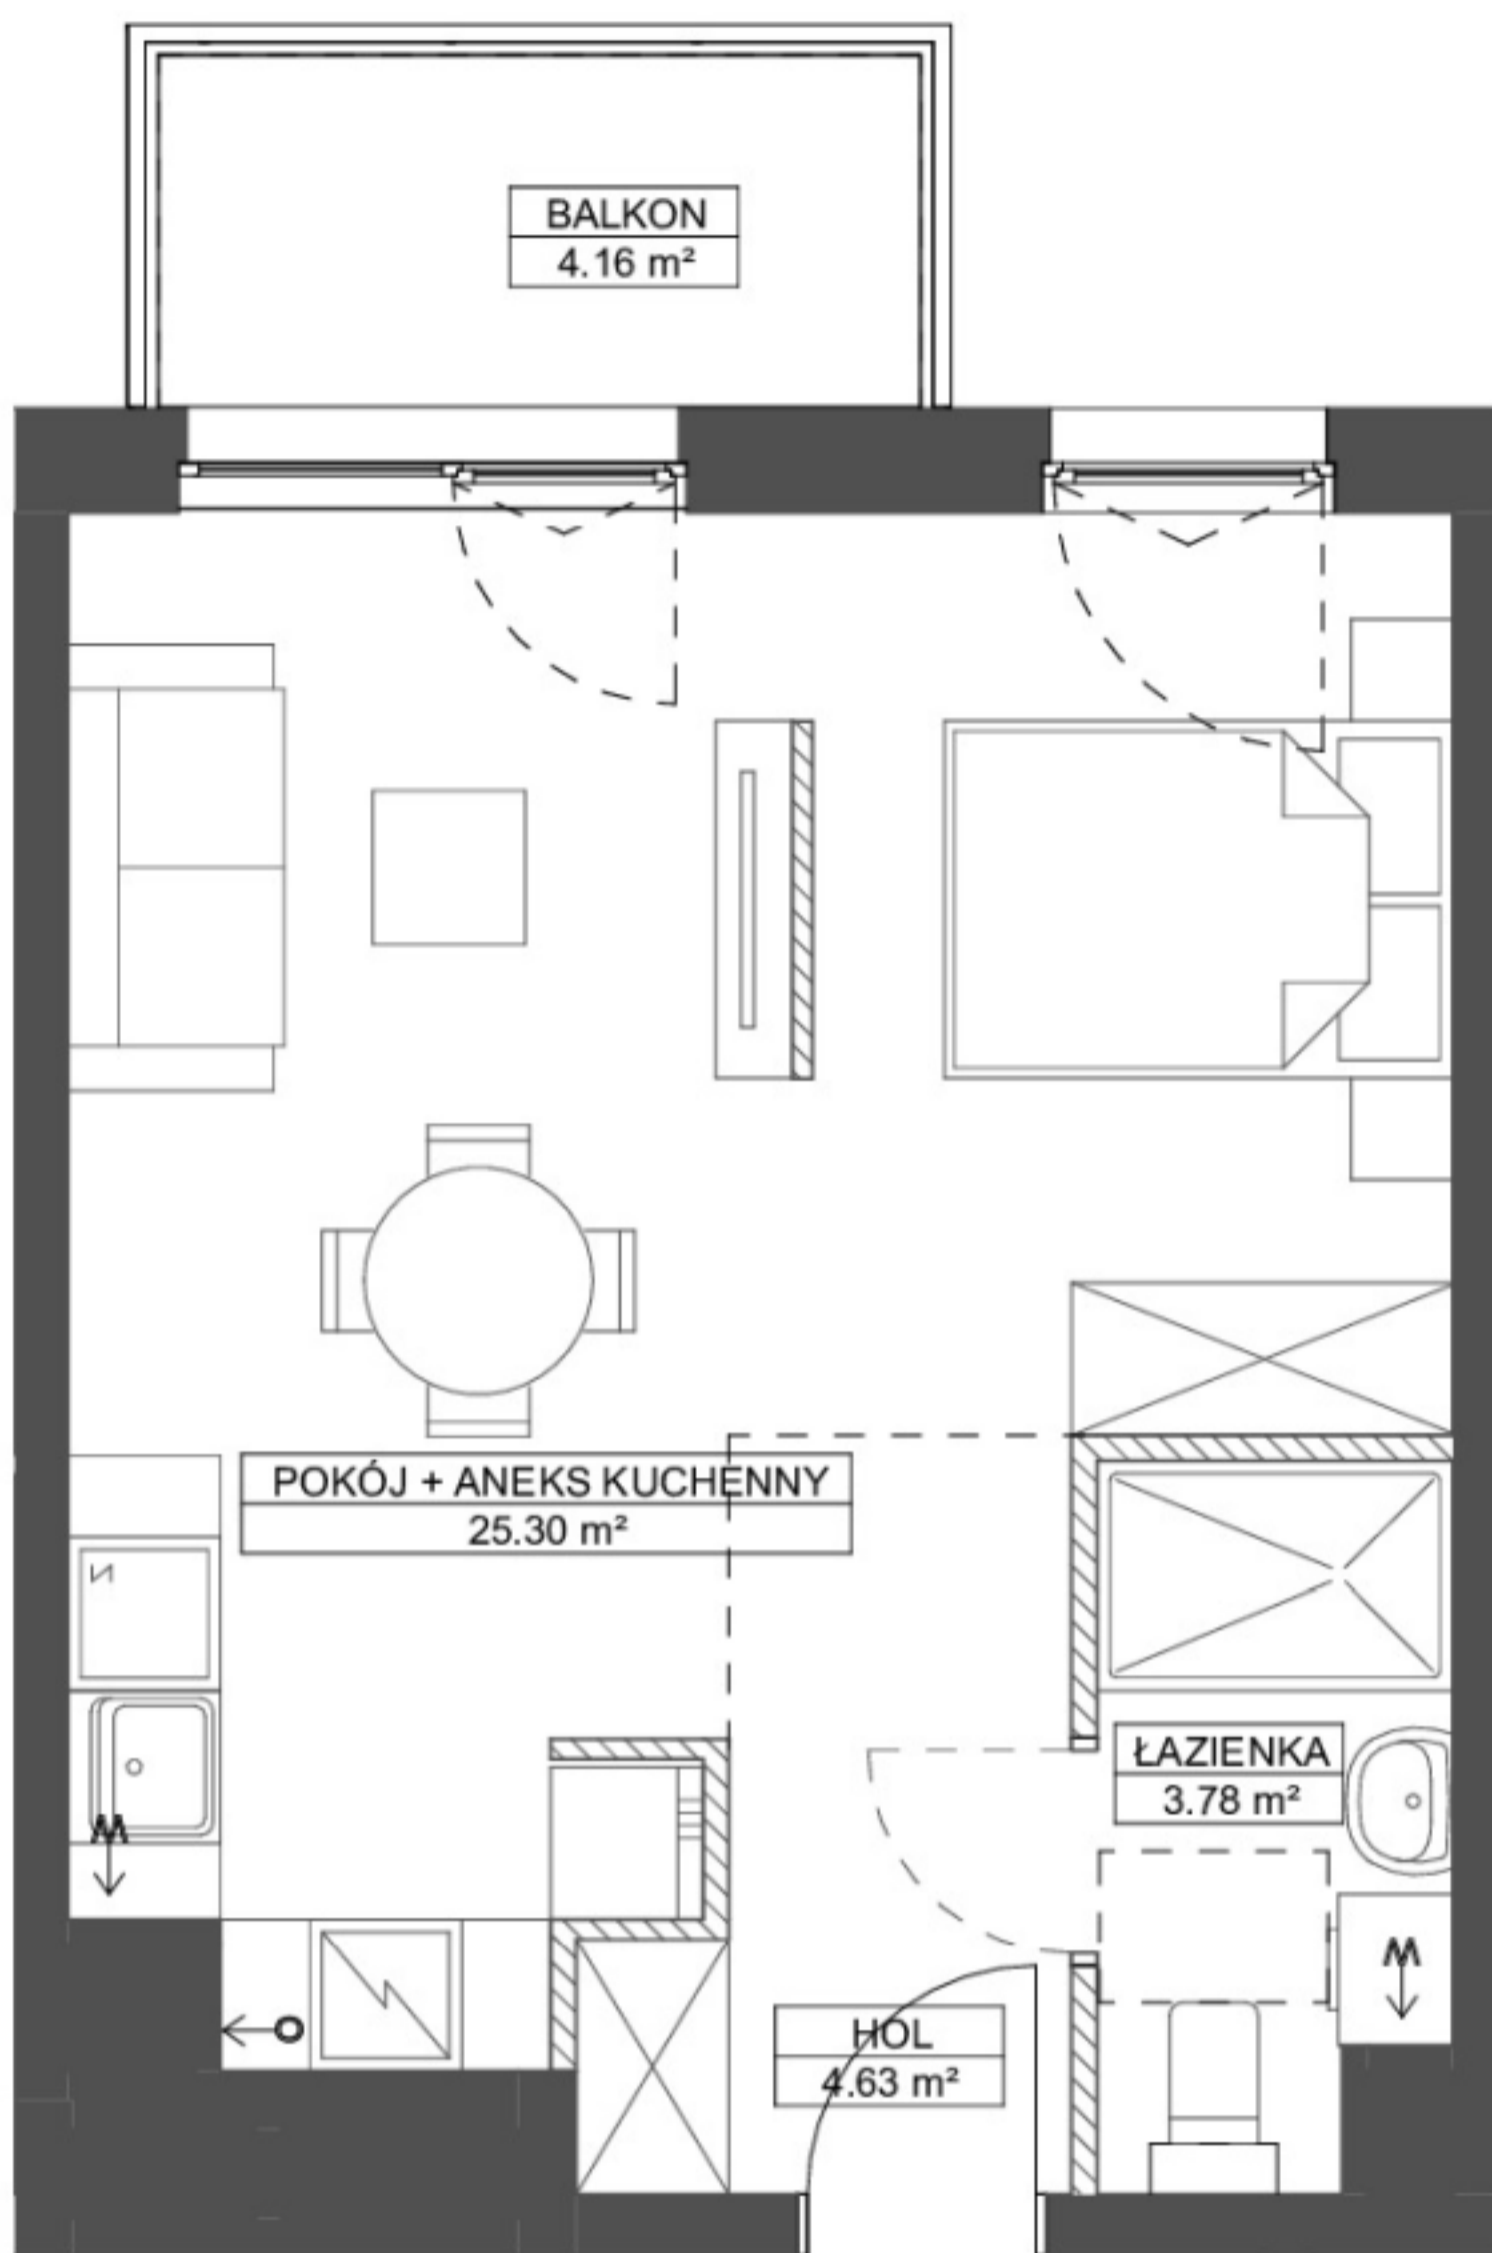 BALKON
4.16 m²
POKÓJ + ANEKS KUCHENNY
25.30 m²
ŁAZIENKA
3.78 m²
W
W
O
HOL
4.63 m²